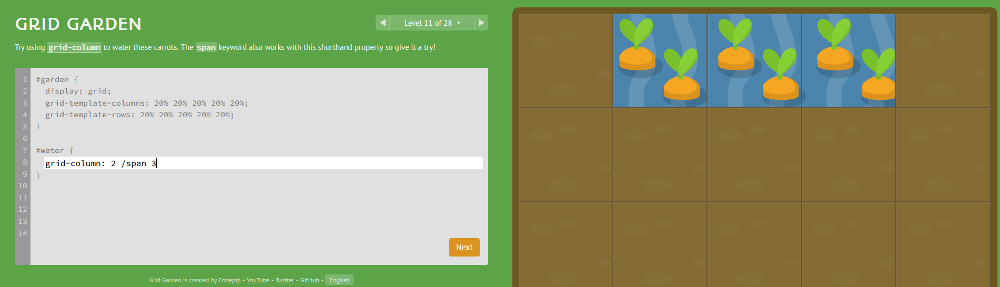 GRID GARDEN
◀ Level 11 of 28 ▼ ▶
Try using grid-column to water these carrots. The span keyword also works with this shorthand property so give it a try!
1 #garden {
2 display: grid;
3 grid-template-columns: 20% 20% 20% 20% 20%;
4 grid-template-rows: 20% 20% 20% 20% 20%;
5 }
6
7 #water {
8 grid-column: 2 /span 3
9 }
10
11
12
13
14
Next
Grid Garden is created by Codepip • YouTube • Twitter • GitHub • English